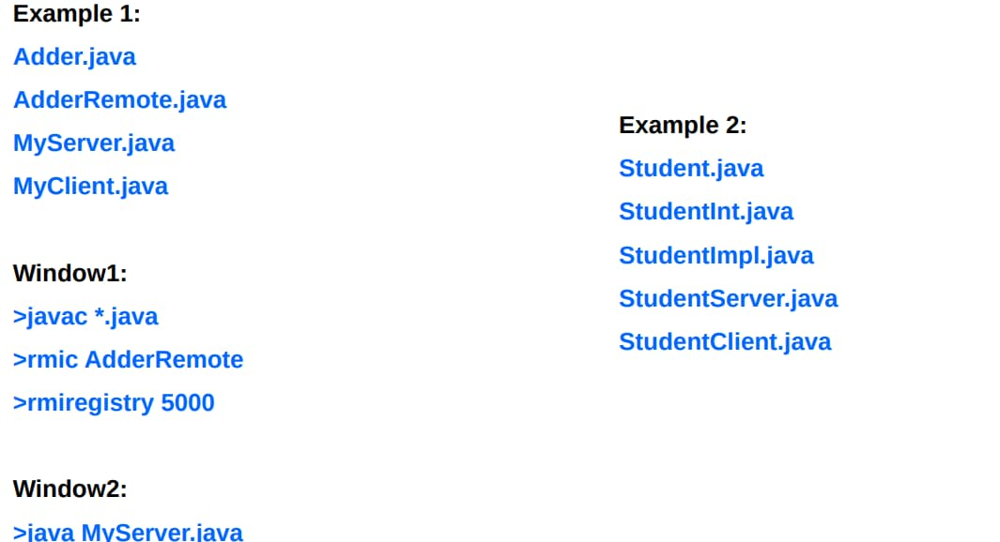 Example 1:
Adder.java
AdderRemote.java
MyServer.java
MyClient.java
Window1:
>javac *.java
>rmic AdderRemote
>rmiregistry 5000
Window2:
>java MyServer.java
Example 2:
Student.java
StudentInt.java
StudentImpl.java
StudentServer.java
StudentClient.java